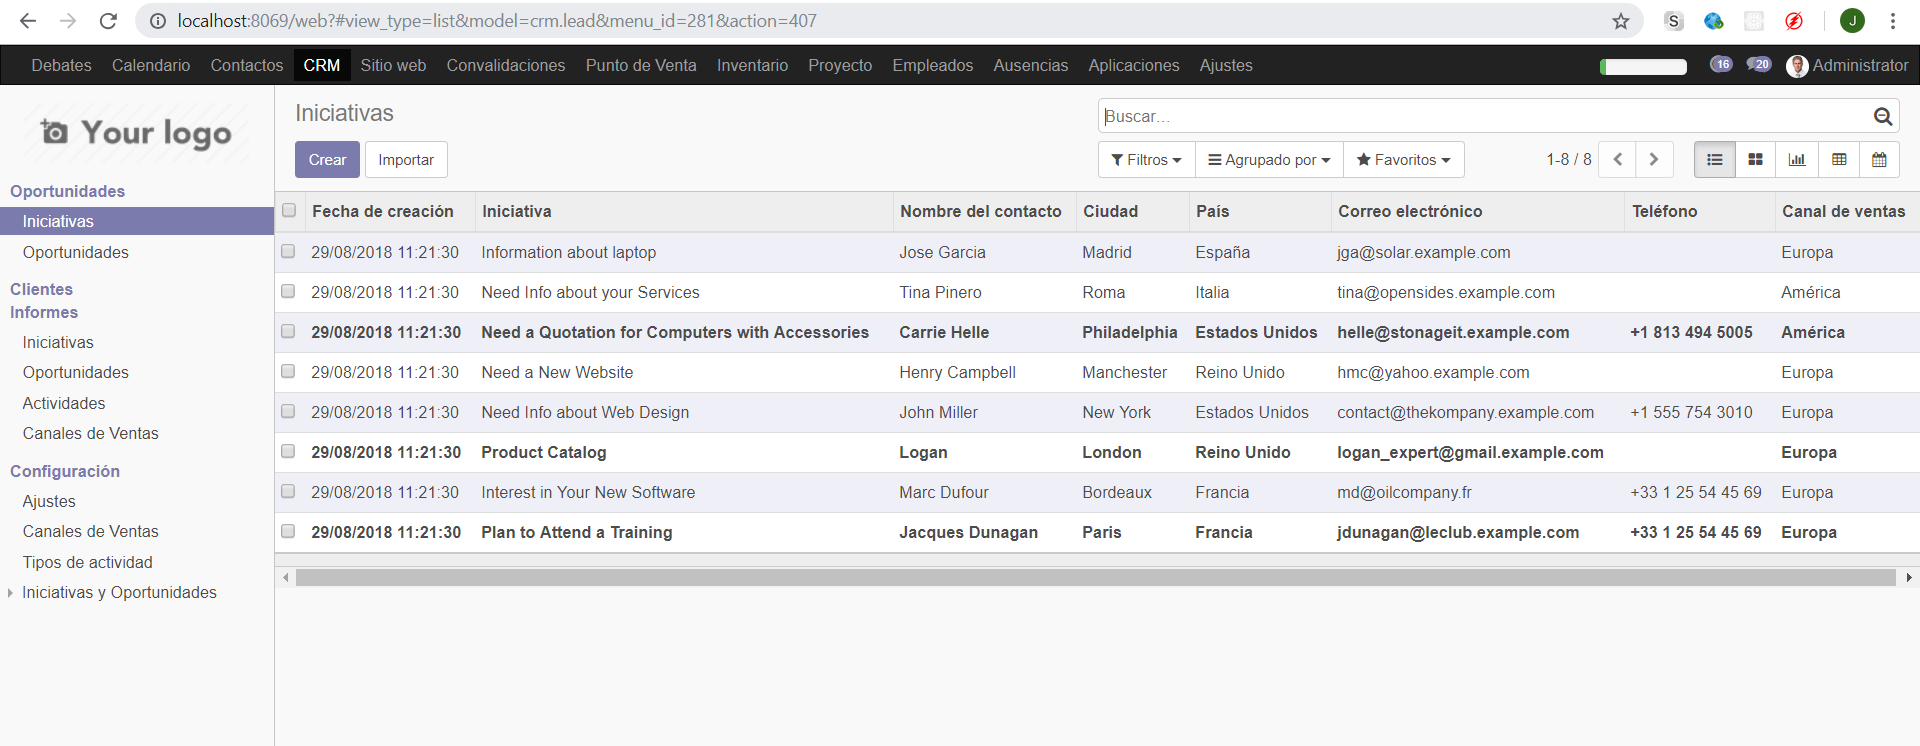 localhost:8069/web?#view_type=list&model=crm.lead&menu_id=281&action=407
S
J
Debates Calendario Contactos CRM Sitio web Convalidaciones Punto de Venta Inventario Proyecto Empleados Ausencias Aplicaciones Ajustes 16 20 Administrator
Your logo
Oportunidades
Iniciativas
Oportunidades
Clientes
Informes
Iniciativas
Oportunidades
Actividades
Canales de Ventas
Configuración
Ajustes
Canales de Ventas
Tipos de actividad
Iniciativas y Oportunidades
Iniciativas
Buscar...
Crear Importar
Filtros Agrupado por Favoritos 1-8 / 8
Fecha de creación Iniciativa Nombre del contacto Ciudad País Correo electrónico Teléfono Canal de ventas
29/08/2018 11:21:30 Information about laptop Jose Garcia Madrid España jga@solar.example.com Europa
29/08/2018 11:21:30 Need Info about your Services Tina Pinero Roma Italia tina@opensides.example.com América
29/08/2018 11:21:30 Need a Quotation for Computers with Accessories Carrie Helle Philadelphia Estados Unidos helle@stonageit.example.com +1 813 494 5005 América
29/08/2018 11:21:30 Need a New Website Henry Campbell Manchester Reino Unido hmc@yahoo.example.com Europa
29/08/2018 11:21:30 Need Info about Web Design John Miller New York Estados Unidos contact@thekompany.example.com +1 555 754 3010 Europa
29/08/2018 11:21:30 Product Catalog Logan London Reino Unido logan_expert@gmail.example.com Europa
29/08/2018 11:21:30 Interest in Your New Software Marc Dufour Bordeaux Francia md@oilcompany.fr +33 1 25 54 45 69 Europa
29/08/2018 11:21:30 Plan to Attend a Training Jacques Dunagan Paris Francia jdunagan@leclub.example.com +33 1 25 54 45 69 Europa